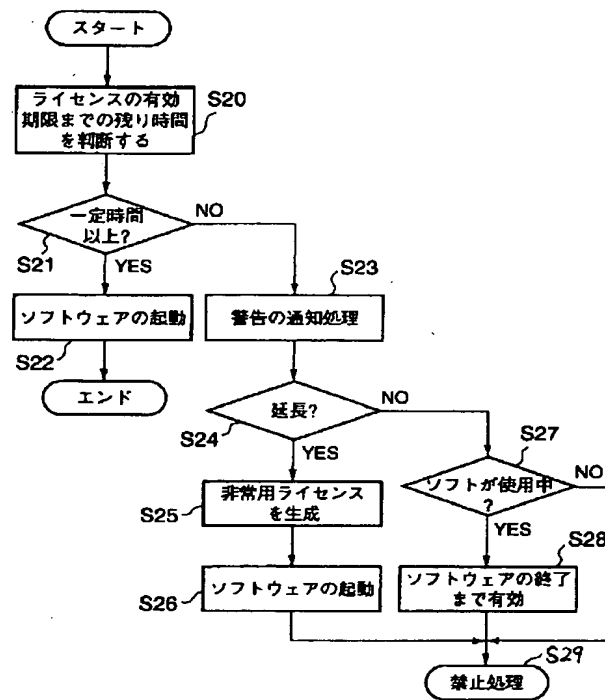 スタート
ライセンスの有効
期限までの残り時間
を判断する
S20
一定時間
以上?
NO
S21
YES
S23
ソフトウェアの起動
警告の通知処理
S22
エンド
延長?
NO
S24
YES
S27
非常用ライセンス
を生成
ソフトが使用中
?
NO
S25
YES
S28
ソフトウェアの起動
ソフトウェアの終了
まで有効
S26
S29
禁止処理